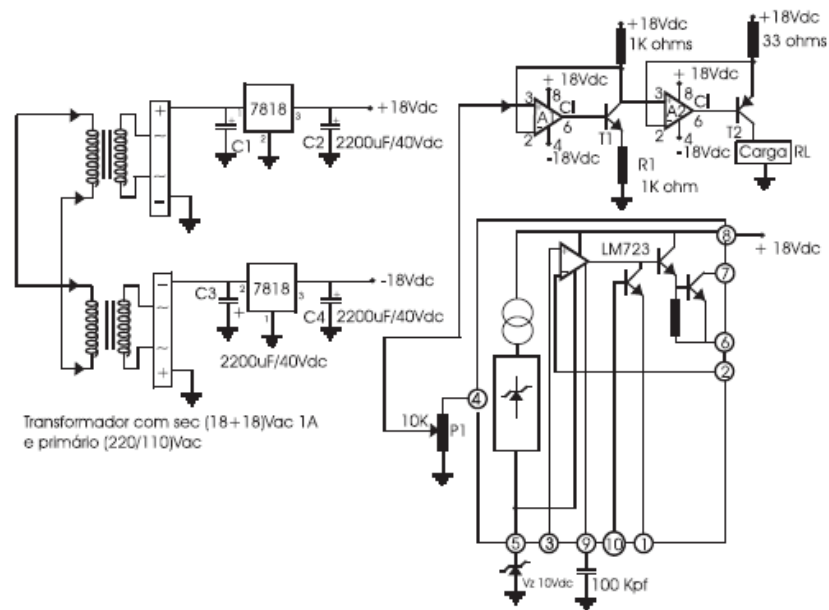 +18Vdc
1K ohms
+18Vdc
33 ohms
7818
1
3
2
+18Vdc
C1
C2
2200uF/40Vdc
+
~
~
-
+ 18Vdc
3
8
A
CI
6
2
4
-18Vdc
T1
R1
1K ohm
+ 18Vdc
3
8
A2
CI
6
2
4
-18Vdc
T2
Carga
RL
-
~
~
+
C3
7818
2
3
1
-18Vdc
C4
2200uF/40Vdc
2200uF/40Vdc
Transformador com sec (18+18)Vac 1A
e primário (220/110)Vac
LM723
8
+ 18Vdc
7
6
2
4
10K
P1
5
3
9
10
1
Vz 10Vdc
100 Kpf